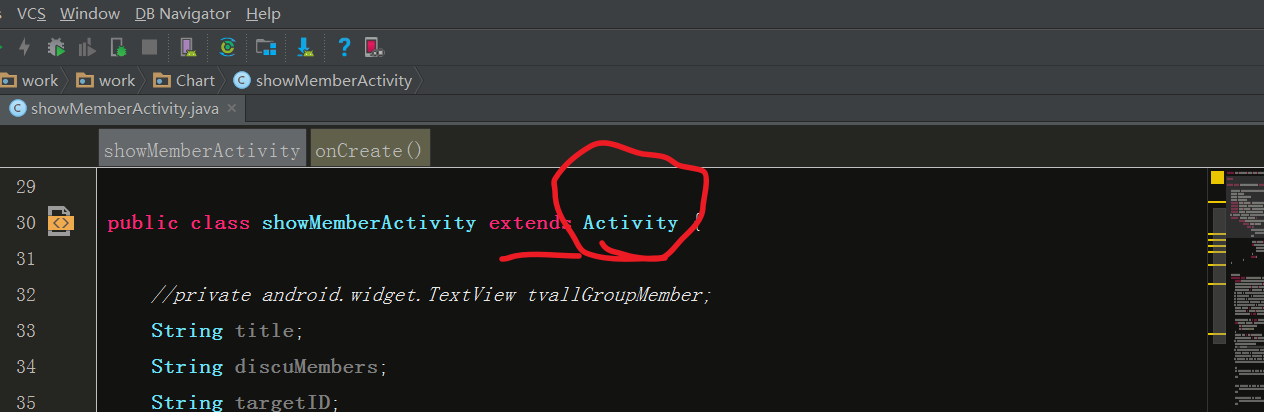 VCS Window DB Navigator Help
work work Chart showMemberActivity
showMemberActivity.java
showMemberActivity onCreate()
29
30 public class showMemberActivity extends Activity {
31
32 //private android.widget.TextView tvallGroupMember;
33 String title;
34 String discuMembers;
35 String targetID;